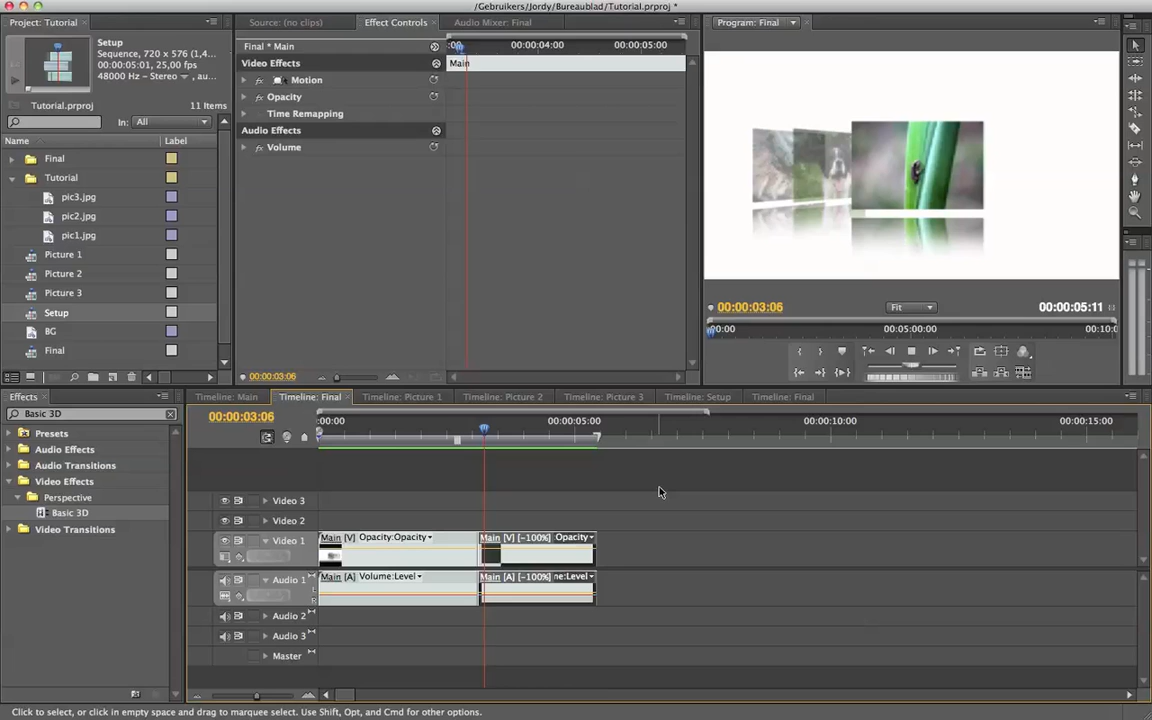 /Gebruikers/Jordy/Bureaublad/Tutorial.prproj *
Project: Tutorial
Source: (no clips)
Effect Controls
Audio Mixer: Final
Program: Final
Setup
Sequence, 720 x 576 (1,4...
00:00:05:01, 25,00 fps
48000 Hz - Stereo
, au...
Final * Main
:00
00:00:04:00
00:00:05:00
Video Effects
Main
Motion
Opacity
Time Remapping
Audio Effects
Volume
Tutorial.prproj
11 Items
In: All
Name
Label
Final
Tutorial
pic3.jpg
pic2.jpg
pic1.jpg
Picture 1
Picture 2
Picture 3
Setup
BG
Final
00:00:03:06
Fit
00:00:05:11
00:00
00:05:00:00
00:10:0
00:00:03:06
Effects
Basic 3D
Presets
Audio Effects
Audio Transitions
Video Effects
Perspective
Basic 3D
Video Transitions
Timeline: Main
Timeline: Final
Timeline: Picture 1
Timeline: Picture 2
Timeline: Picture 3
Timeline: Setup
Timeline: Final
00:00:03:06
:00:00
00:00:05:00
00:00:10:00
00:00:15:00
Video 3
Video 2
Video 1
Main [V] Opacity:Opacity
Main [V] [-100%] Opacity
Audio 1
Main [A] Volume:Level
Main [A] [-100%] ne:Level
Audio 2
Audio 3
Master
Click to select, or click in empty space and drag to marquee select. Use Shift, Opt, and Cmd for other options.